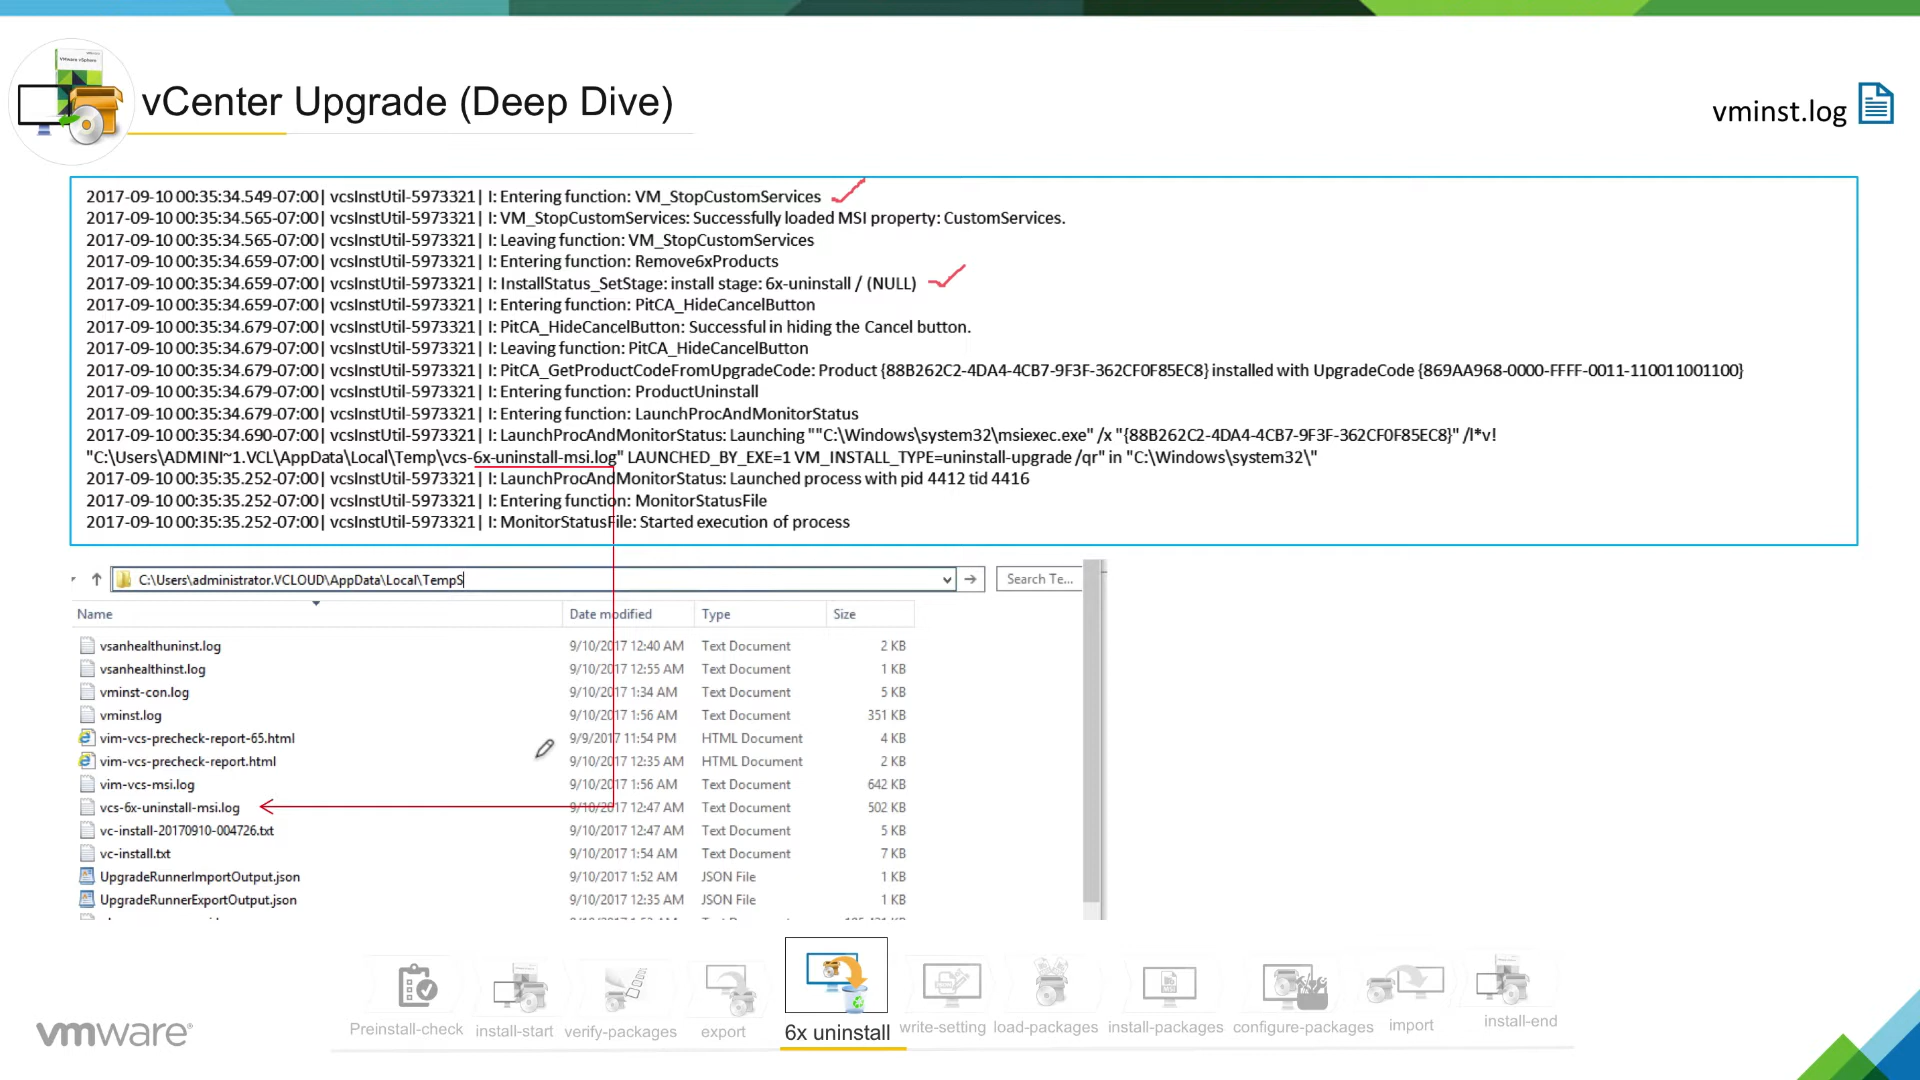 VMware vSphere
vCenter Upgrade (Deep Dive)
vminst.log
2017-09-10 00:35:34.549-07:00| vcsInstUtil-5973321| I: Entering function: VM_StopCustomServices
2017-09-10 00:35:34.565-07:00| vcsInstUtil-5973321| I: VM_StopCustomServices: Successfully loaded MSI property: CustomServices.
2017-09-10 00:35:34.565-07:00| vcsInstUtil-5973321| I: Leaving function: VM_StopCustomServices
2017-09-10 00:35:34.659-07:00| vcsInstUtil-5973321| I: Entering function: Remove6xProducts
2017-09-10 00:35:34.659-07:00| vcsInstUtil-5973321| I: InstallStatus_SetStage: install stage: 6x-uninstall / (NULL)
2017-09-10 00:35:34.659-07:00| vcsInstUtil-5973321| I: Entering function: PitCA_HideCancelButton
2017-09-10 00:35:34.679-07:00| vcsInstUtil-5973321| I: PitCA_HideCancelButton: Successful in hiding the Cancel button.
2017-09-10 00:35:34.679-07:00| vcsInstUtil-5973321| I: Leaving function: PitCA_HideCancelButton
2017-09-10 00:35:34.679-07:00| vcsInstUtil-5973321| I: PitCA_GetProductCodeFromUpgradeCode: Product {88B262C2-4DA4-4CB7-9F3F-362CF0F85EC8} installed with UpgradeCode {869AA968-0000-FFFF-0011-110011001100}
2017-09-10 00:35:34.679-07:00| vcsInstUtil-5973321| I: Entering function: ProductUninstall
2017-09-10 00:35:34.679-07:00| vcsInstUtil-5973321| I: Entering function: LaunchProcAndMonitorStatus
2017-09-10 00:35:34.690-07:00| vcsInstUtil-5973321| I: LaunchProcAndMonitorStatus: Launching ""C:\Windows\system32\msiexec.exe" /x "{88B262C2-4DA4-4CB7-9F3F-362CF0F85EC8}" /l*v!
"C:\Users\ADMINI~1.VCL\AppData\Local\Temp\vcs-6x-uninstall-msi.log" LAUNCHED_BY_EXE=1 VM_INSTALL_TYPE=uninstall-upgrade /qr" in "C:\Windows\system32\"
2017-09-10 00:35:35.252-07:00| vcsInstUtil-5973321| I: LaunchProcAndMonitorStatus: Launched process with pid 4412 tid 4416
2017-09-10 00:35:35.252-07:00| vcsInstUtil-5973321| I: Entering function: MonitorStatusFile
2017-09-10 00:35:35.252-07:00| vcsInstUtil-5973321| I: MonitorStatusFile: Started execution of process
C:\Users\administrator.VCLOUD\AppData\Local\TempS
Search Te...
Name Date modified Type Size
vsanhealthuninst.log 9/10/2017 12:40 AM Text Document 2 KB
vsanhealthinst.log 9/10/2017 12:55 AM Text Document 1 KB
vminst-con.log 9/10/2017 1:34 AM Text Document 5 KB
vminst.log 9/10/2017 1:56 AM Text Document 351 KB
vim-vcs-precheck-report-65.html 9/9/2017 11:54 PM HTML Document 4 KB
vim-vcs-precheck-report.html 9/10/2017 12:35 AM HTML Document 2 KB
vim-vcs-msi.log 9/10/2017 1:56 AM Text Document 642 KB
vcs-6x-uninstall-msi.log 9/10/2017 12:47 AM Text Document 502 KB
vc-install-20170910-004726.txt 9/10/2017 12:47 AM Text Document 5 KB
vc-install.txt 9/10/2017 1:54 AM Text Document 7 KB
UpgradeRunnerImportOutput.json 9/10/2017 1:52 AM JSON File 1 KB
UpgradeRunnerExportOutput.json 9/10/2017 12:35 AM JSON File 1 KB
vmware®
Preinstall-check install-start verify-packages export 6x uninstall write-setting load-packages install-packages configure-packages import install-end